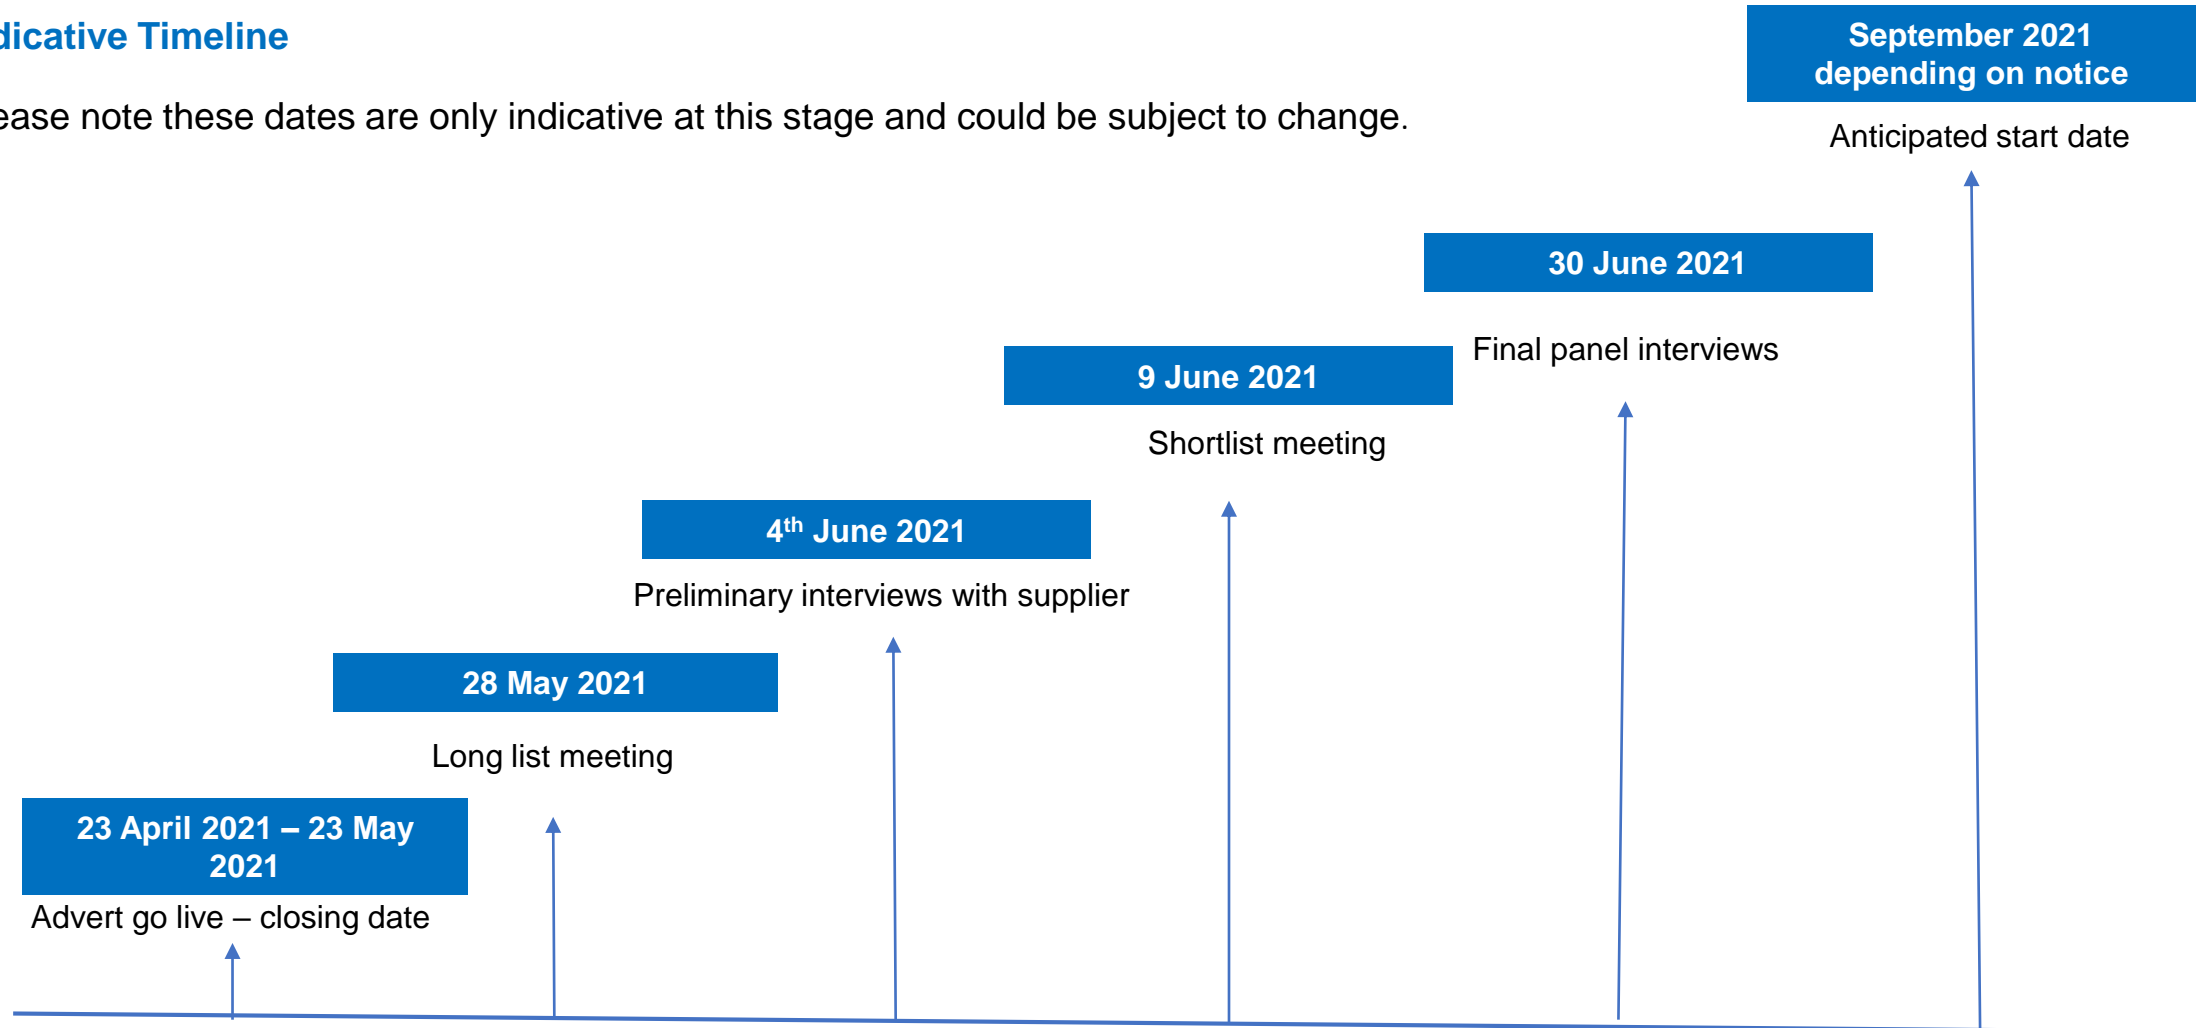 dicative Timeline
ease note these dates are only indicative at this stage and could be subject to change.
September 2021
depending on notice
Anticipated start date
30 June 2021
Final panel interviews
9 June 2021
Shortlist meeting
4th June 2021
Preliminary interviews with supplier
28 May 2021
Long list meeting
23 April 2021 – 23 May
2021
Advert go live – closing date